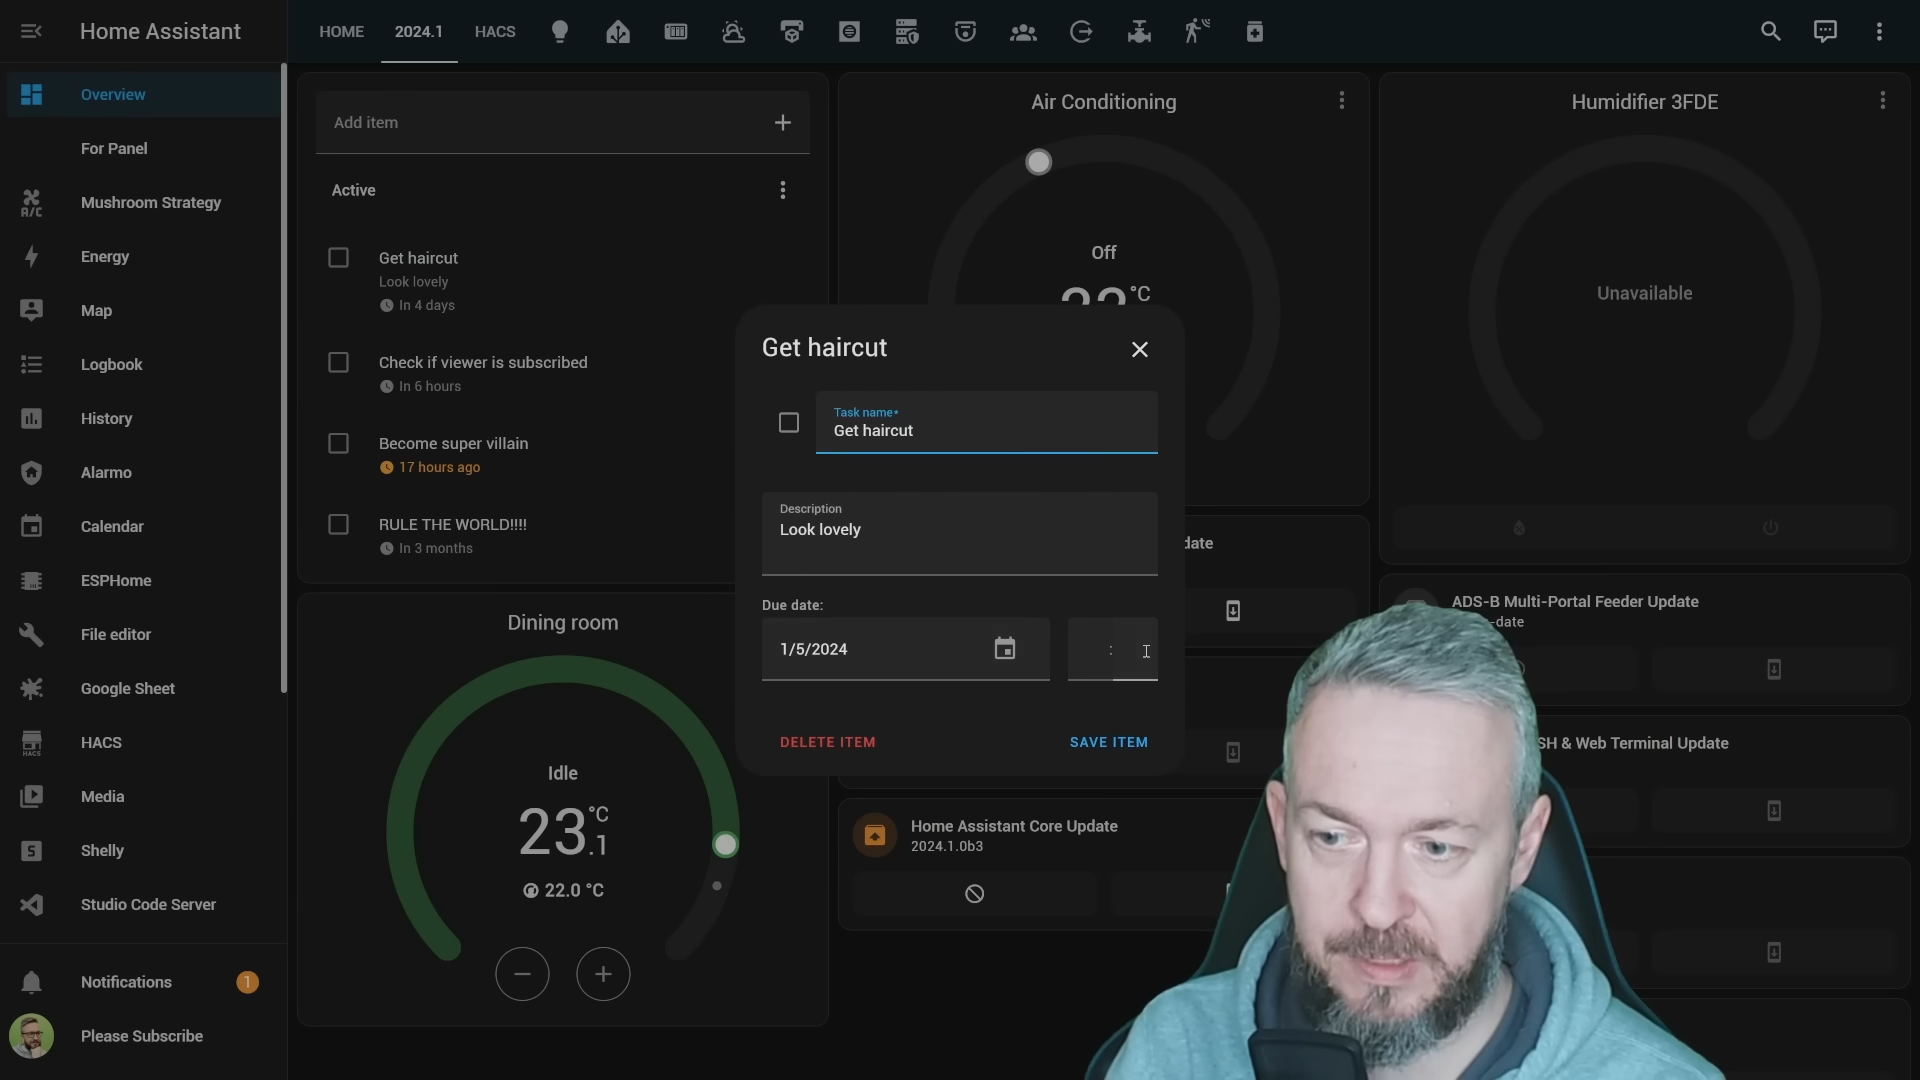 Home Assistant
HOME
2024.1
HACS
Overview
For Panel
A/C
Mushroom Strategy
Energy
Map
Logbook
History
Alarmo
Calendar
ESPHome
File editor
Google Sheet
HACS
HACS
Media
S
Shelly
Studio Code Server
Notifications
1
Please Subscribe
Add item
Active
Get haircut
Look lovely
In 4 days
Check if viewer is subscribed
In 6 hours
Become super villain
17 hours ago
RULE THE WORLD!!!!
In 3 months
Dining room
Idle
23.1 °C
22.0 °C
Air Conditioning
Off
°C
Humidifier 3FDE
Unavailable
Get haircut
Task name*
Get haircut
Description
Look lovely
Due date:
1/5/2024
:
DELETE ITEM
SAVE ITEM
date
ADS-B Multi-Portal Feeder Update
-date
SH & Web Terminal Update
Home Assistant Core Update
2024.1.0b3